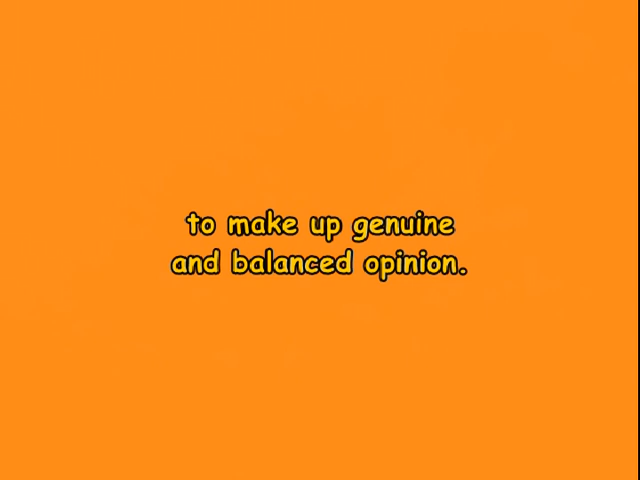 to make up genuine
and balanced opinion.